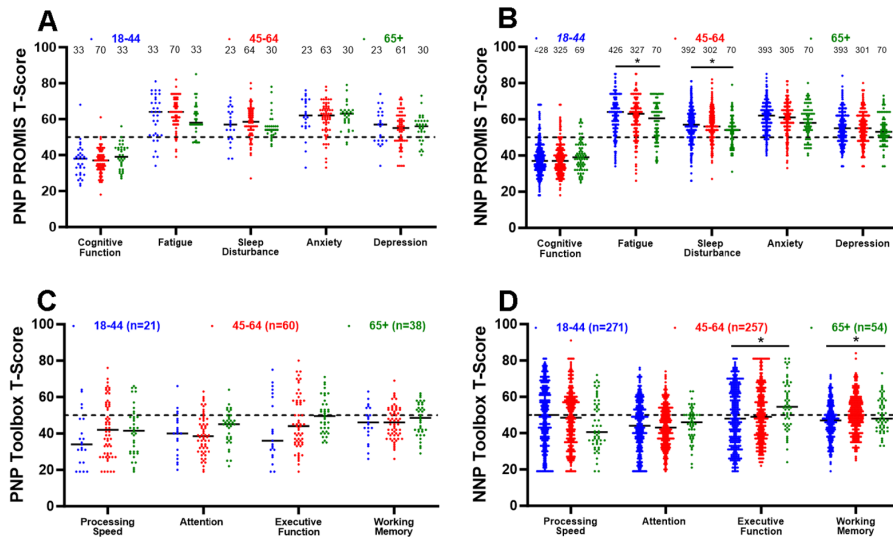 A
18-44 45-64 65+
33 70 33 33 70 33 23 64 30 23 63 30 23 61 30
PNP PROMIS T-Score
100
80
60
40
20
0
Cognitive Function
Fatigue
Sleep Disturbance
Anxiety
Depression
B
18-44 45-64 65+
428 325 69 426 327 70 392 302 70 393 305 70 393 301 70
* *
NNP PROMIS T-Score
100
80
60
40
20
0
Cognitive Function
Fatigue
Sleep Disturbance
Anxiety
Depression
C
18-44 (n=21) 45-64 (n=60) 65+ (n=38)
PNP Toolbox T-Score
100
80
60
40
20
0
Processing Speed
Attention
Executive Function
Working Memory
D
18-44 (n=271) 45-64 (n=257) 65+ (n=54)
* *
NNP Toolbox T-Score
100
80
60
40
20
0
Processing Speed
Attention
Executive Function
Working Memory